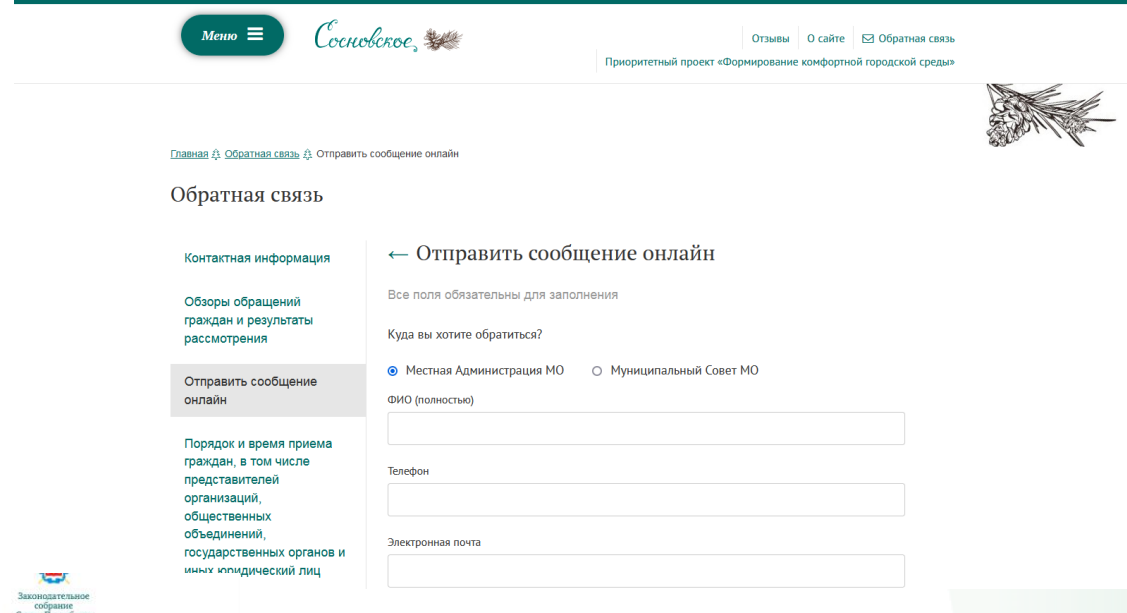 Меню
Сосновское
Отзывы
О сайте
Обратная связь
Приоритетный проект «Формирование комфортной городской среды»
Главная Обратная связь Отправить сообщение онлайн
Обратная связь
Контактная информация
Обзоры обращений
граждан и результаты
рассмотрения
Отправить сообщение
онлайн
Порядок и время приема
граждан, в том числе
представителей
организаций,
общественных
объединений,
государственных органов и
иных юридический лиц
← Отправить сообщение онлайн
Все поля обязательны для заполнения
Куда вы хотите обратиться?
Местная Администрация МО
Муниципальный Совет МО
ФИО (полностью)
Телефон
Электронная почта
Законодательное
собрание